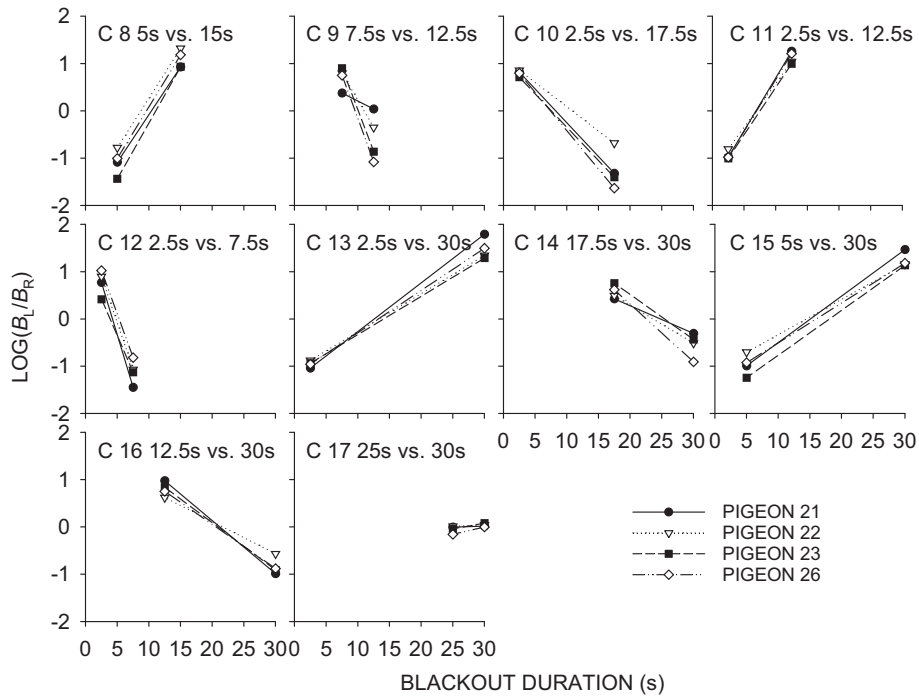 C 8 5s vs. 15s
C 9 7.5s vs. 12.5s
C 10 2.5s vs. 17.5s
C 11 2.5s vs. 12.5s
2
1
0
-1
-2
C 12 2.5s vs. 7.5s
C 13 2.5s vs. 30s
C 14 17.5s vs. 30s
C 15 5s vs. 30s
2
1
0
-1
-2
LOG(B_L/B_R)
0 5 10 15 20 25 30
0 5 10 15 20 25 30
C 16 12.5s vs. 30s
C 17 25s vs. 30s
2
1
0
-1
-2
PIGEON 21
PIGEON 22
PIGEON 23
PIGEON 26
0 5 10 15 20 25 30
0 5 10 15 20 25 30
BLACKOUT DURATION (s)